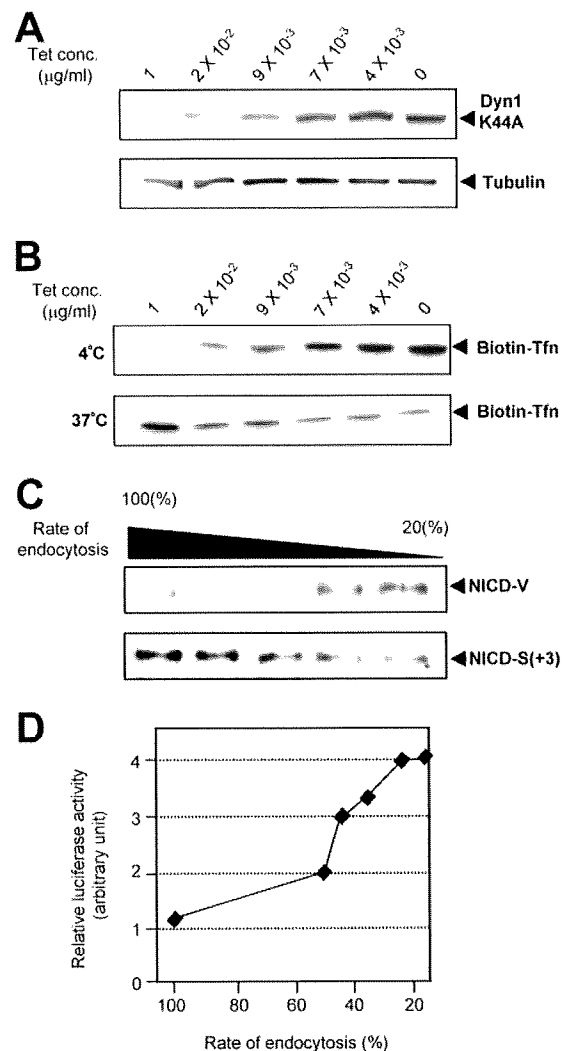 A
Tet conc.
(μg/ml)
1
2 X 10-2
9 X 10-3
7 X 10-3
4 X 10-3
0
Dyn1
K44A
Tubulin
B
Tet conc.
(μg/ml)
1
2 X 10-2
9 X 10-3
7 X 10-3
4 X 10-3
0
4°C
Biotin-Tfn
37°C
Biotin-Tfn
C
100(%)
Rate of
endocytosis
20(%)
NICD-V
NICD-S(+3)
D
Relative luciferase activity
(arbitrary unit)
4
3
2
1
0
100
80
60
40
20
Rate of endocytosis (%)